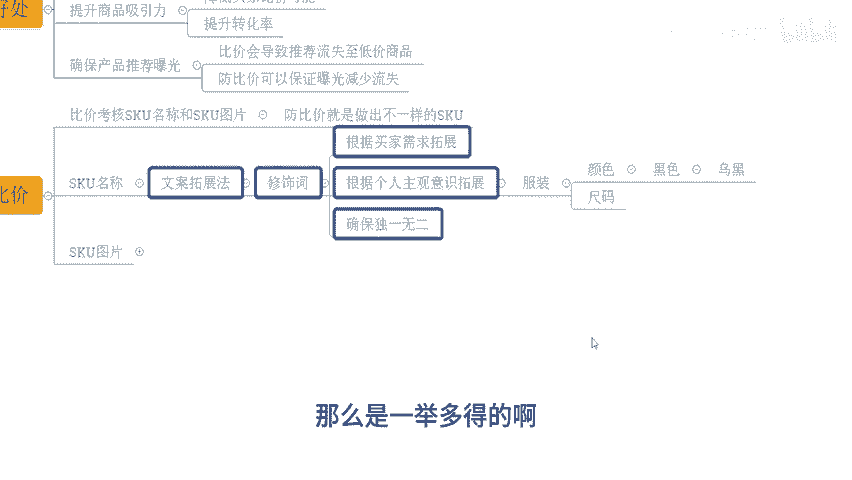 提升商品吸引力
提升转化率
比价会导致推荐流失至低价商品
确保产品推荐曝光
防比价可以保证曝光减少流失
比价考核SKU名称和SKU图片 防比价就是做出不一样的SKU
根据买家需求拓展
比价 SKU名称 文案拓展法 修饰词 根据个人主观意识拓展 服装 颜色 黑色 乌黑
尺码
确保独一无二
SKU图片
那么是一举多得的啊